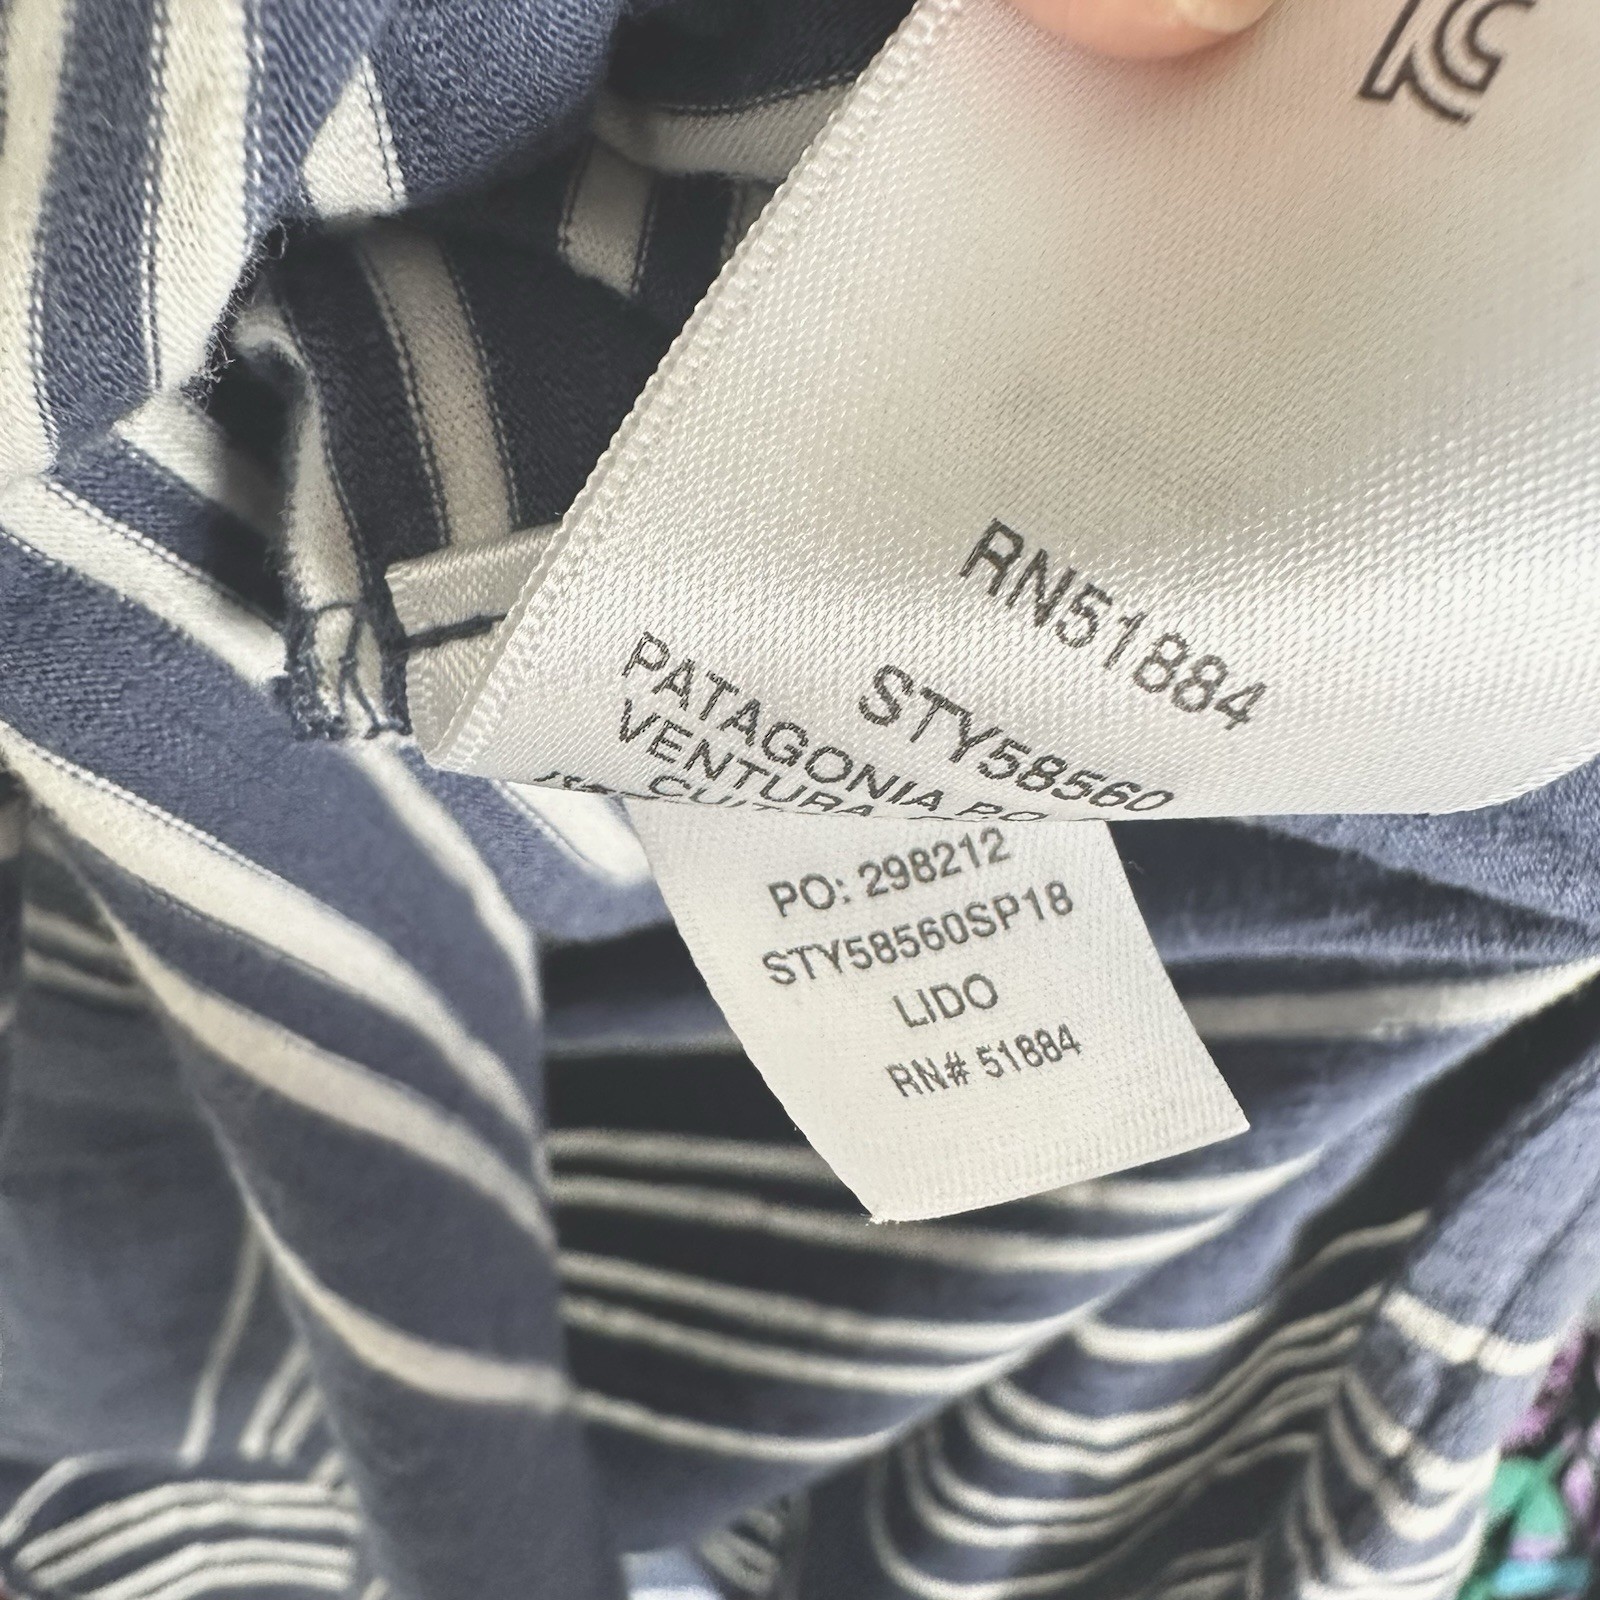 RN51884
STY58560
PATAGONIA P.O
VENTURA
PO: 298212
STY58560SP18
LIDO
RN# 51884